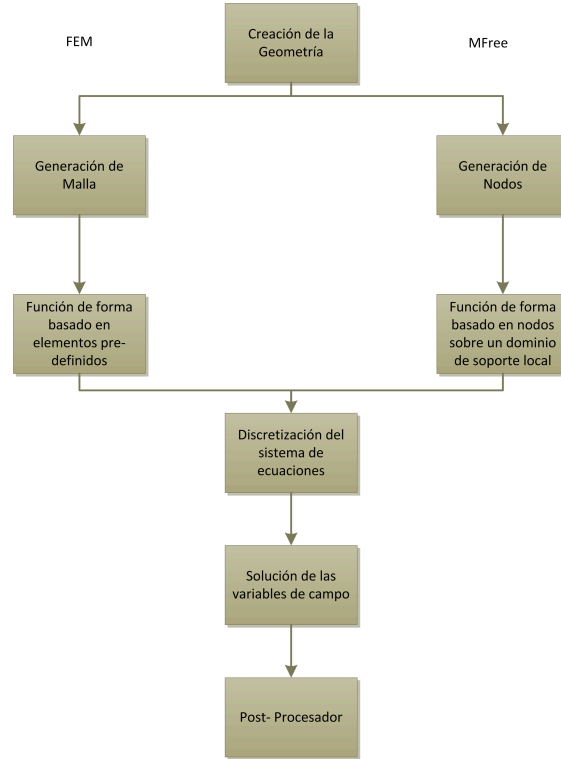 FEM
Creación de la
Geometría
MFree
Generación de
Malla
Generación de
Nodos
Función de forma
basado en
elementos pre-
definidos
Función de forma
basado en nodos
sobre un dominio
de soporte local
Discretización del
sistema de
ecuaciones
Solución de las
variables de campo
Post- Procesador